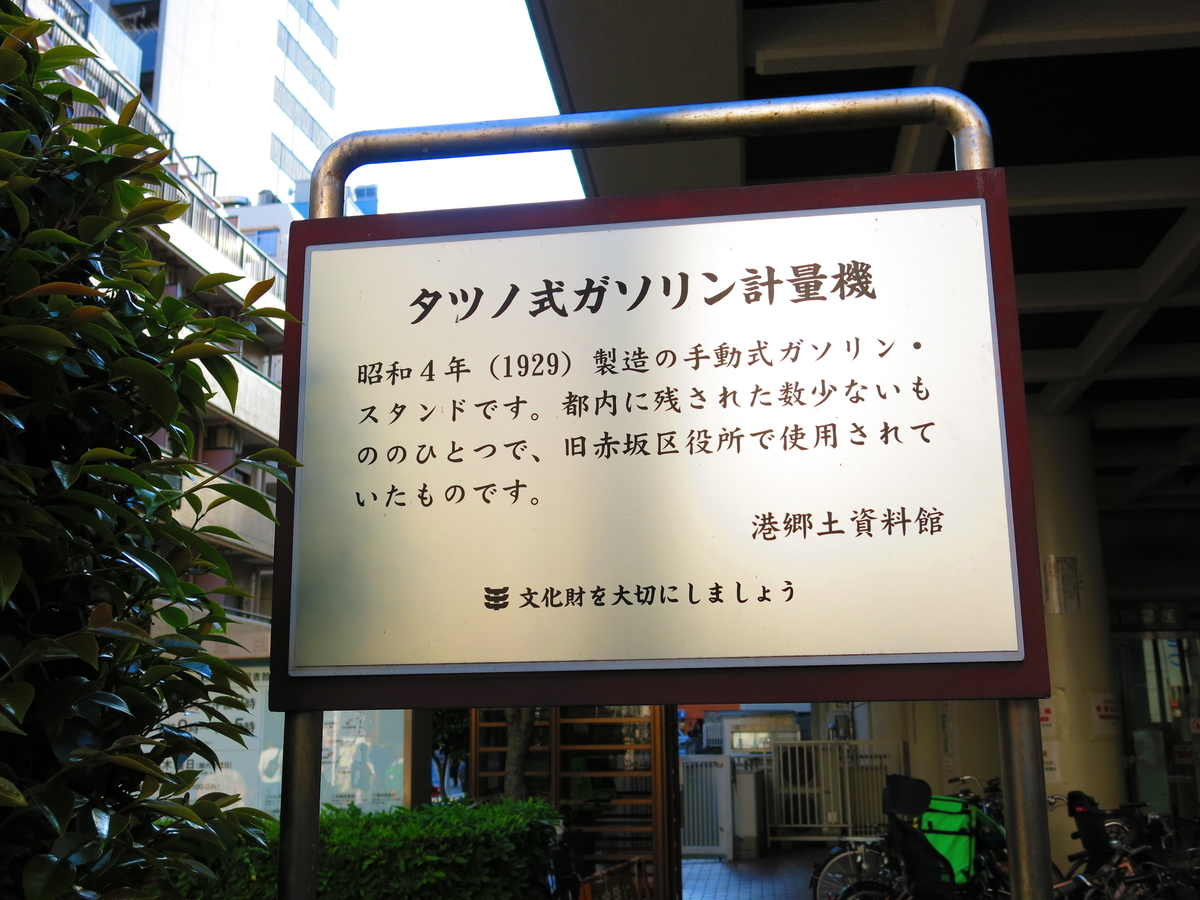 タツノ式ガソリン計量機
昭和4年（1929）製造の手動式ガソリン・
スタンドです。都内に残された数少ないも
ののひとつで、旧赤坂区役所で使用されて
いたものです。
港郷土資料館
文化財を大切にしましょう